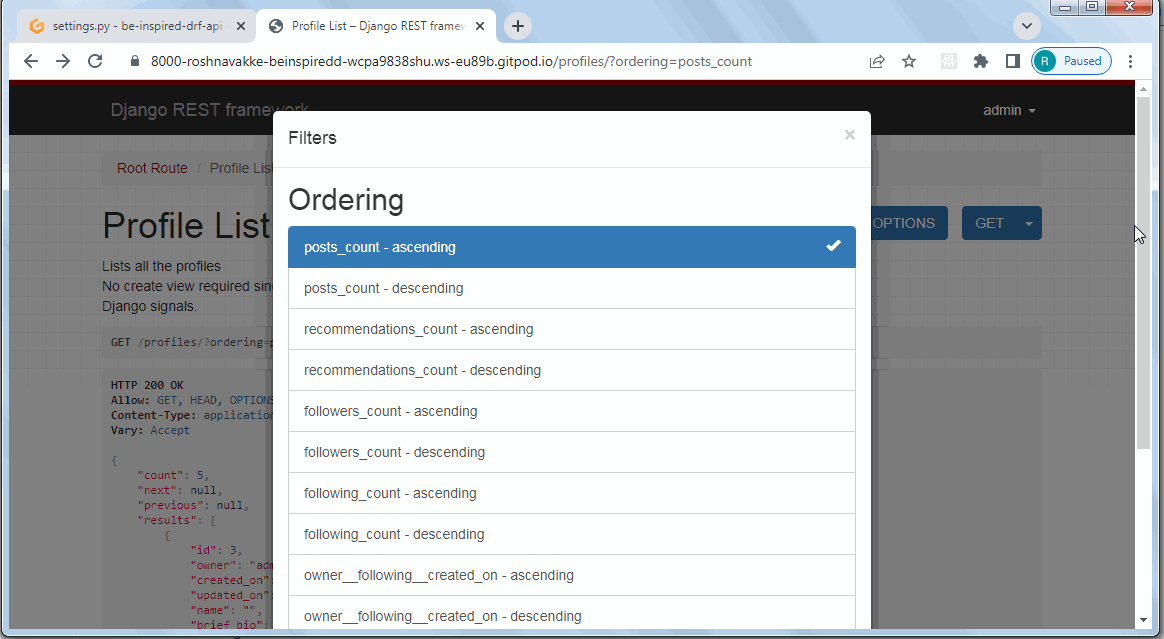 settings.py - be-inspired-drf-api
Profile List – Django REST framew
8000-roshnavakke-beinspiredd-wcpa9838shu.ws-eu89b.gitpod.io/profiles/?ordering=posts_count
R Paused
Django REST framework
admin
Filters
×
Root Route / Profile List
Ordering
Profile List
OPTIONS
GET
posts_count - ascending
Lists all the profiles
No create view required sin
Django signals.
posts_count - descending
recommendations_count - ascending
GET /profiles/?ordering=p
recommendations_count - descending
HTTP 200 OK
Allow: GET, HEAD, OPTIONS
Content-Type: application
Vary: Accept
followers_count - ascending
followers_count - descending
{
"count": 5,
"next": null,
"previous": null,
"results": [
{
"id": 3,
"owner": "adm
"created_on":
"updated_on":
"name": "",
"brief_bio":
following_count - ascending
following_count - descending
owner__following__created_on - ascending
owner__following__created_on - descending